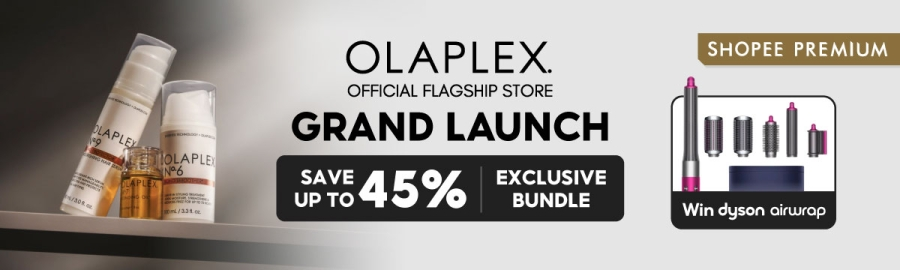 OLAPLEX.
OFFICIAL FLAGSHIP STORE
GRAND LAUNCH
SAVE
UP TO 45%
EXCLUSIVE
BUNDLE
SHOPEE PREMIUM
Win dyson airwrap
OLAPLEX
Nº9
OLAPLEX
OLAPLEX
Nº6